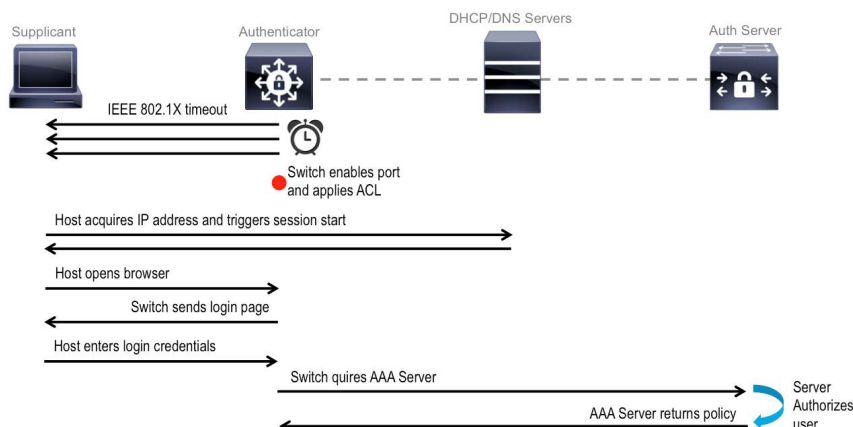 DHCP/DNS Servers
Supplicant
Authenticator
Auth Server
IEEE 802.1X timeout
Switch enables port
and applies ACL
Host acquires IP address and triggers session start
Host opens browser
Switch sends login page
Host enters login credentials
Switch quires AAA Server
Server
Authorizes
user
AAA Server returns policy